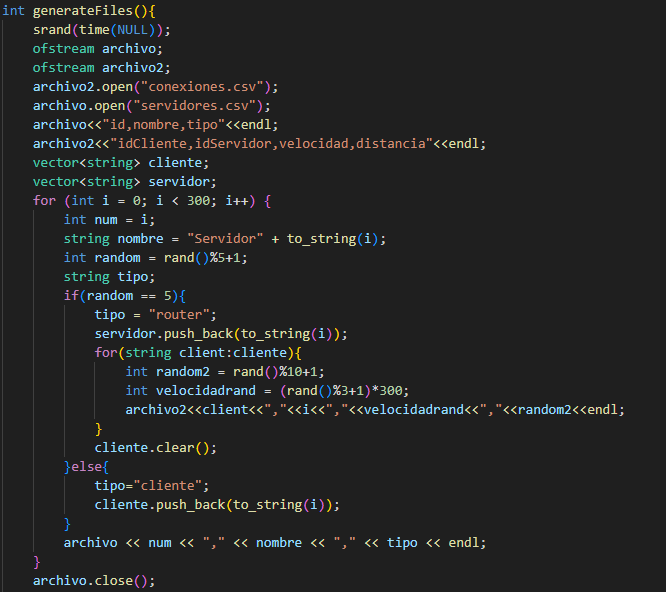 int generateFiles(){
    srand(time(NULL));
    ofstream archivo;
    ofstream archivo2;
    archivo2.open("conexiones.csv");
    archivo.open("servidores.csv");
    archivo<<"id,nombre,tipo"<<endl;
    archivo2<<"idCliente,idServidor,velocidad,distancia"<<endl;
    vector<string> cliente;
    vector<string> servidor;
    for (int i = 0; i < 300; i++) {
        int num = i;
        string nombre = "Servidor" + to_string(i);
        int random = rand()%5+1;
        string tipo;
        if(random == 5){
            tipo = "router";
            servidor.push_back(to_string(i));
            for(string client:cliente){
                int random2 = rand()%10+1;
                int velocidadrand = (rand()%3+1)*300;
                archivo2<<client<<","<<i<<","<<velocidadrand<<","<<random2<<endl;
            }
            cliente.clear();
        }else{
            tipo="cliente";
            cliente.push_back(to_string(i));
        }
        archivo << num << "," << nombre << "," << tipo << endl;
    }
    archivo.close();